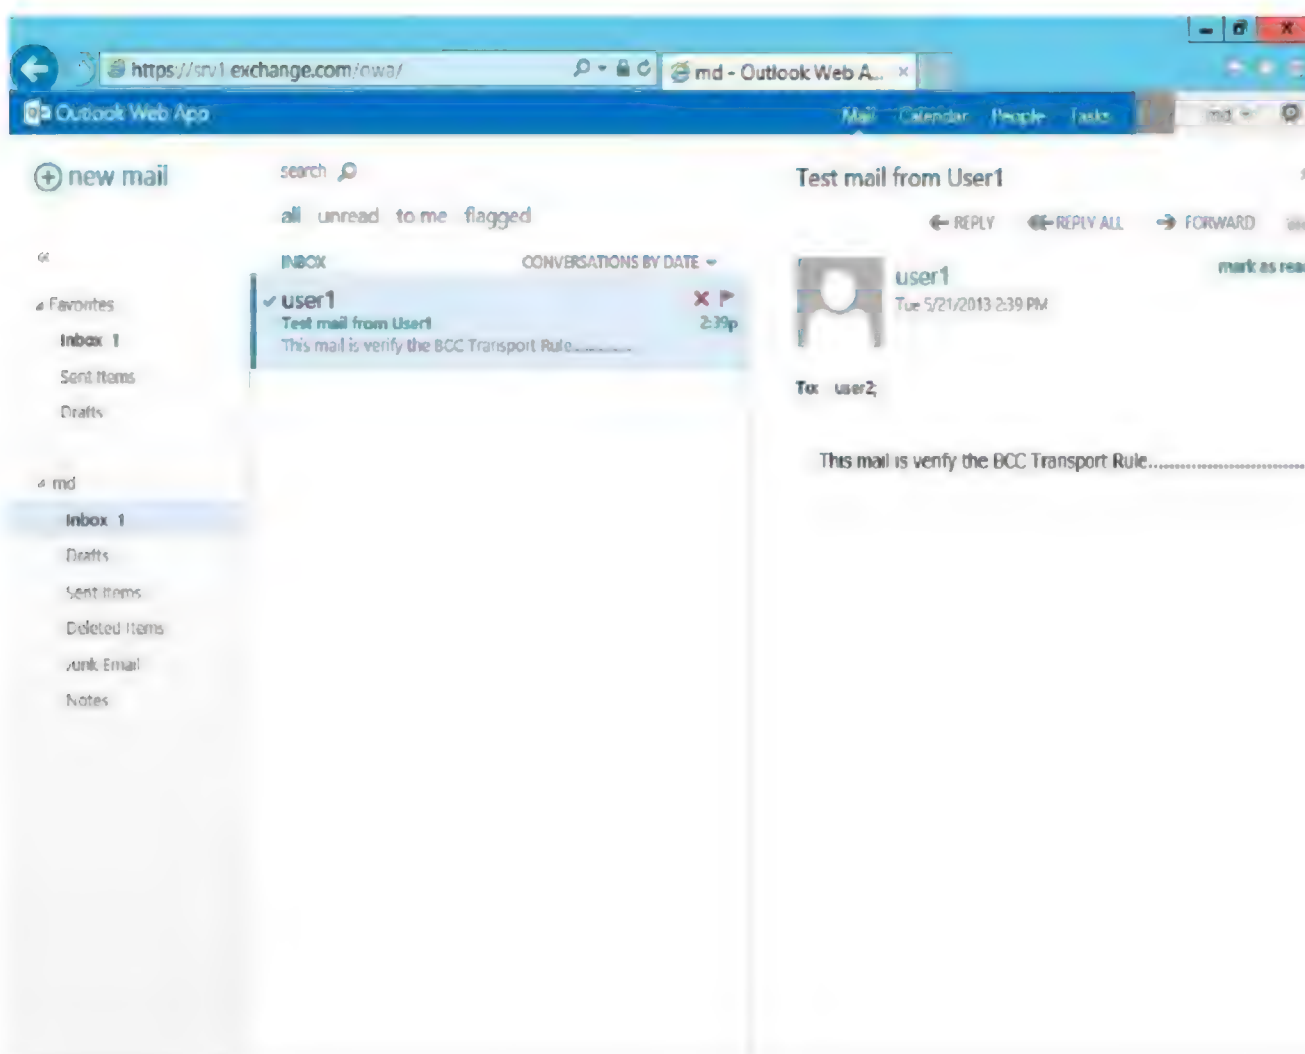 https://srv1.exchange.com/owa/
md - Outlook Web A...
Outlook Web App
Mail Calendar People Tasks
md
new mail
search
all unread to me flagged
INBOX CONVERSATIONS BY DATE
user1
Test mail from User1
2:39p
This mail is verify the BCC Transport Rule..............
Favorites
Inbox 1
Sent Items
Drafts
md
Inbox 1
Drafts
Sent Items
Deleted Items
Junk Email
Notes
Test mail from User1
REPLY REPLY ALL FORWARD
user1
mark as read
Tue 5/21/2013 2:39 PM
To: user2;
This mail is verify the BCC Transport Rule................................